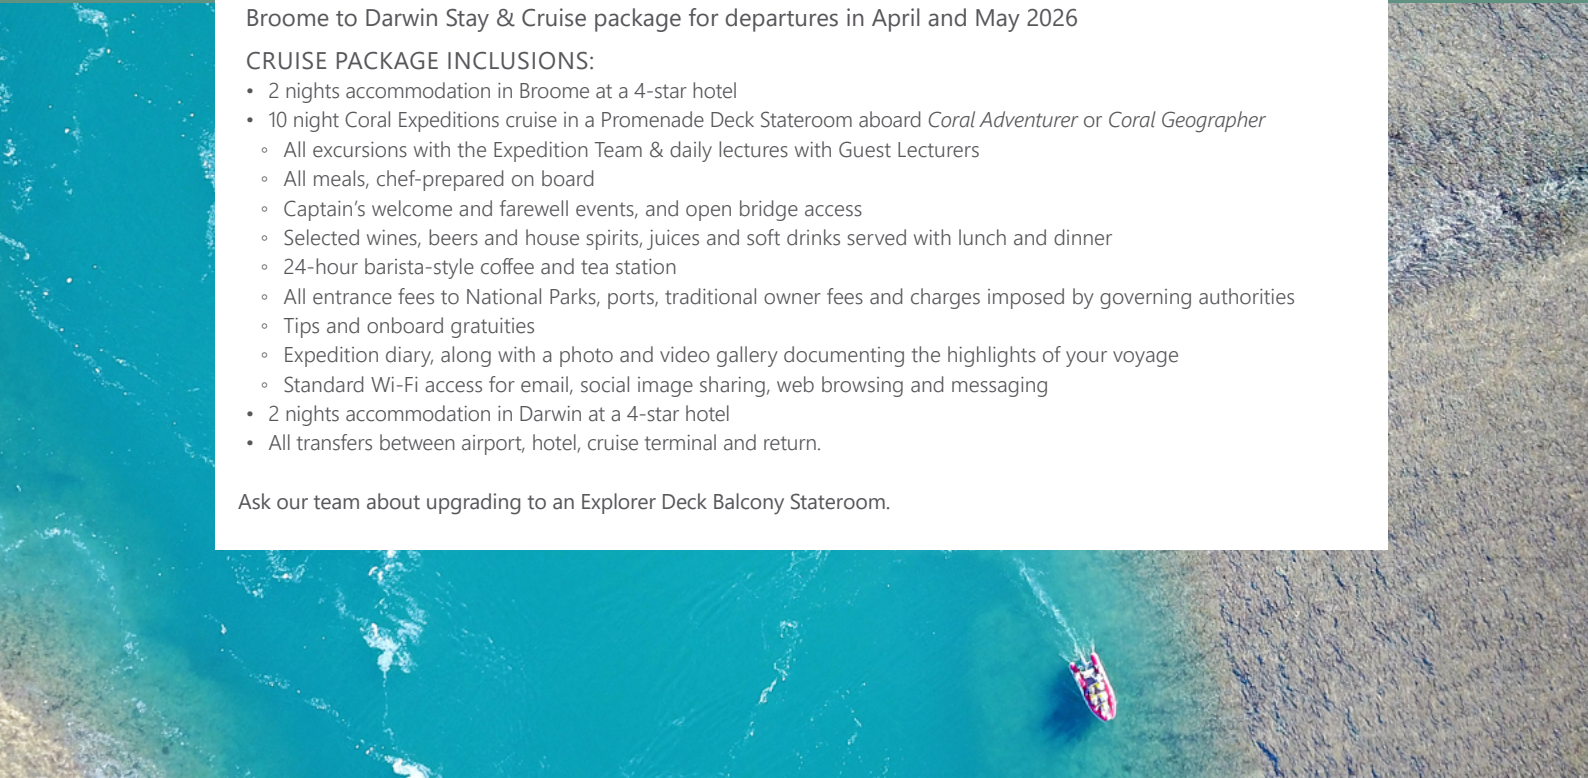 Broome to Darwin Stay & Cruise package for departures in April and May 2026
CRUISE PACKAGE INCLUSIONS:
• 2 nights accommodation in Broome at a 4-star hotel
• 10 night Coral Expeditions cruise in a Promenade Deck Stateroom aboard Coral Adventurer or Coral Geographer
◦ All excursions with the Expedition Team & daily lectures with Guest Lecturers
◦ All meals, chef-prepared on board
◦ Captain’s welcome and farewell events, and open bridge access
◦ Selected wines, beers and house spirits, juices and soft drinks served with lunch and dinner
◦ 24-hour barista-style coffee and tea station
◦ All entrance fees to National Parks, ports, traditional owner fees and charges imposed by governing authorities
◦ Tips and onboard gratuities
◦ Expedition diary, along with a photo and video gallery documenting the highlights of your voyage
◦ Standard Wi-Fi access for email, social image sharing, web browsing and messaging
• 2 nights accommodation in Darwin at a 4-star hotel
• All transfers between airport, hotel, cruise terminal and return.
Ask our team about upgrading to an Explorer Deck Balcony Stateroom.